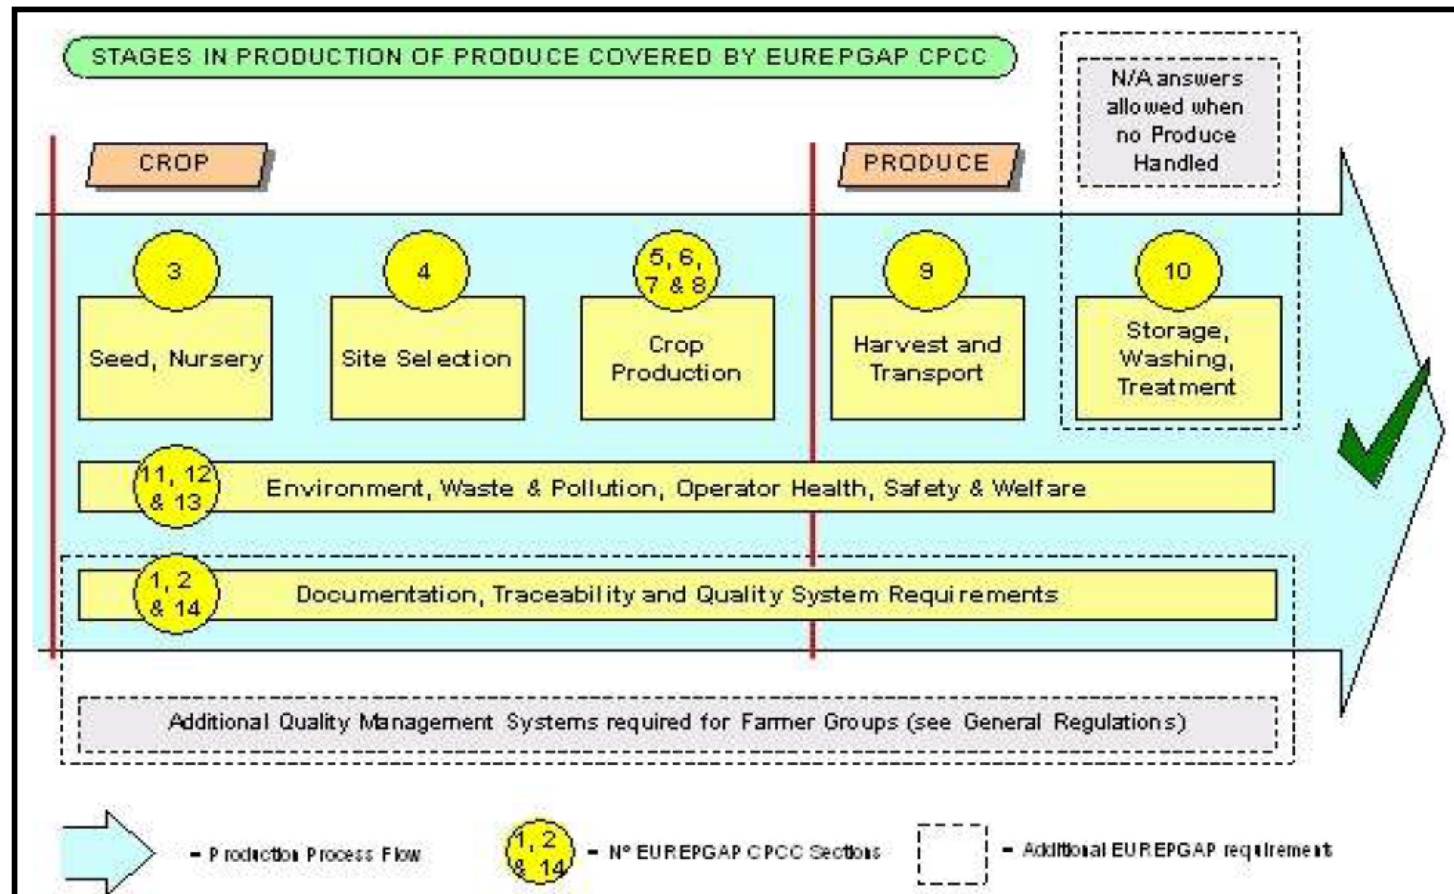 STAGES IN PRODUCTION OF PRODUCE COVERED BY EUREPGAP CPCC
N/A answers
allowed when
no Produce
Handled
CROP
PRODUCE
3
4
5, 6,
7 & 8
9
10
Seed, Nursery
Site Selection
Crop
Production
Harvest and
Transport
Storage,
Washing,
Treatment
11, 12
& 13
Environment, Waste & Pollution, Operator Health, Safety & Welfare
1, 2
& 14
Documentation, Traceability and Quality System Requirements
Additional Quality Management Systems required for Farmer Groups (see General Regulations)
= Production Process Flow
1, 2
& 14
= Nº EUREPGAP CPCC Sections
= Additional EUREPGAP requirement